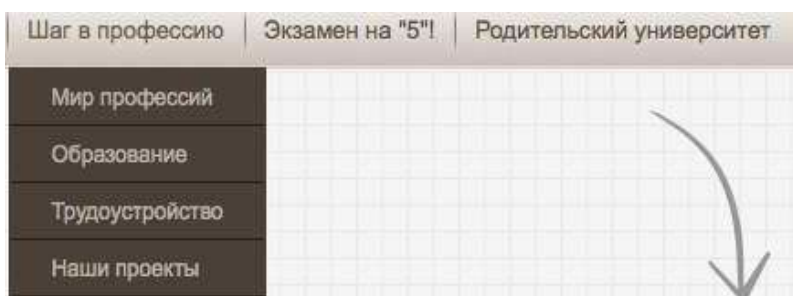 Шаг в профессию Экзамен на "5"! Родительский университет
Мир профессий
Образование
Трудоустройство
Наши проекты